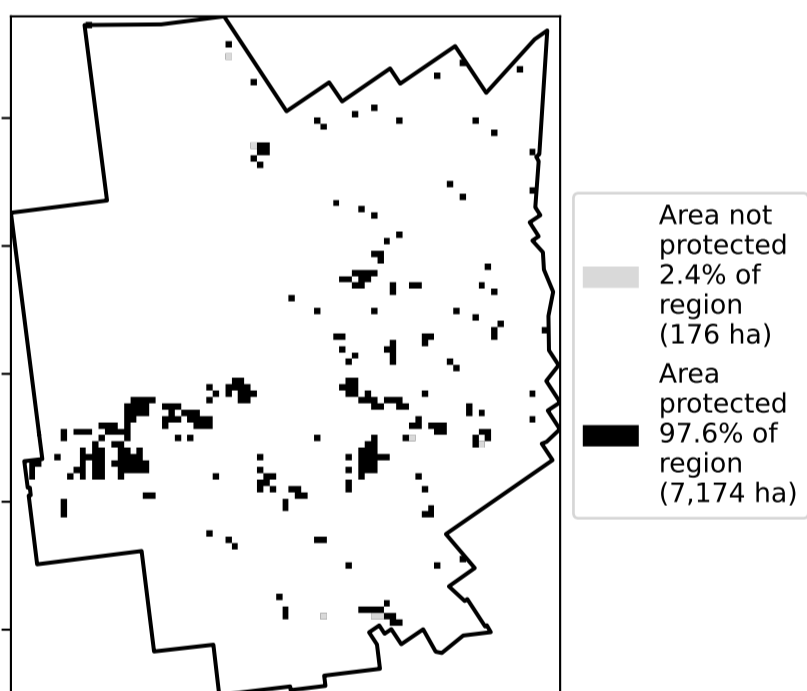 Area not
protected
2.4% of
region
(176 ha)
Area
protected
97.6% of
region
(7,174 ha)